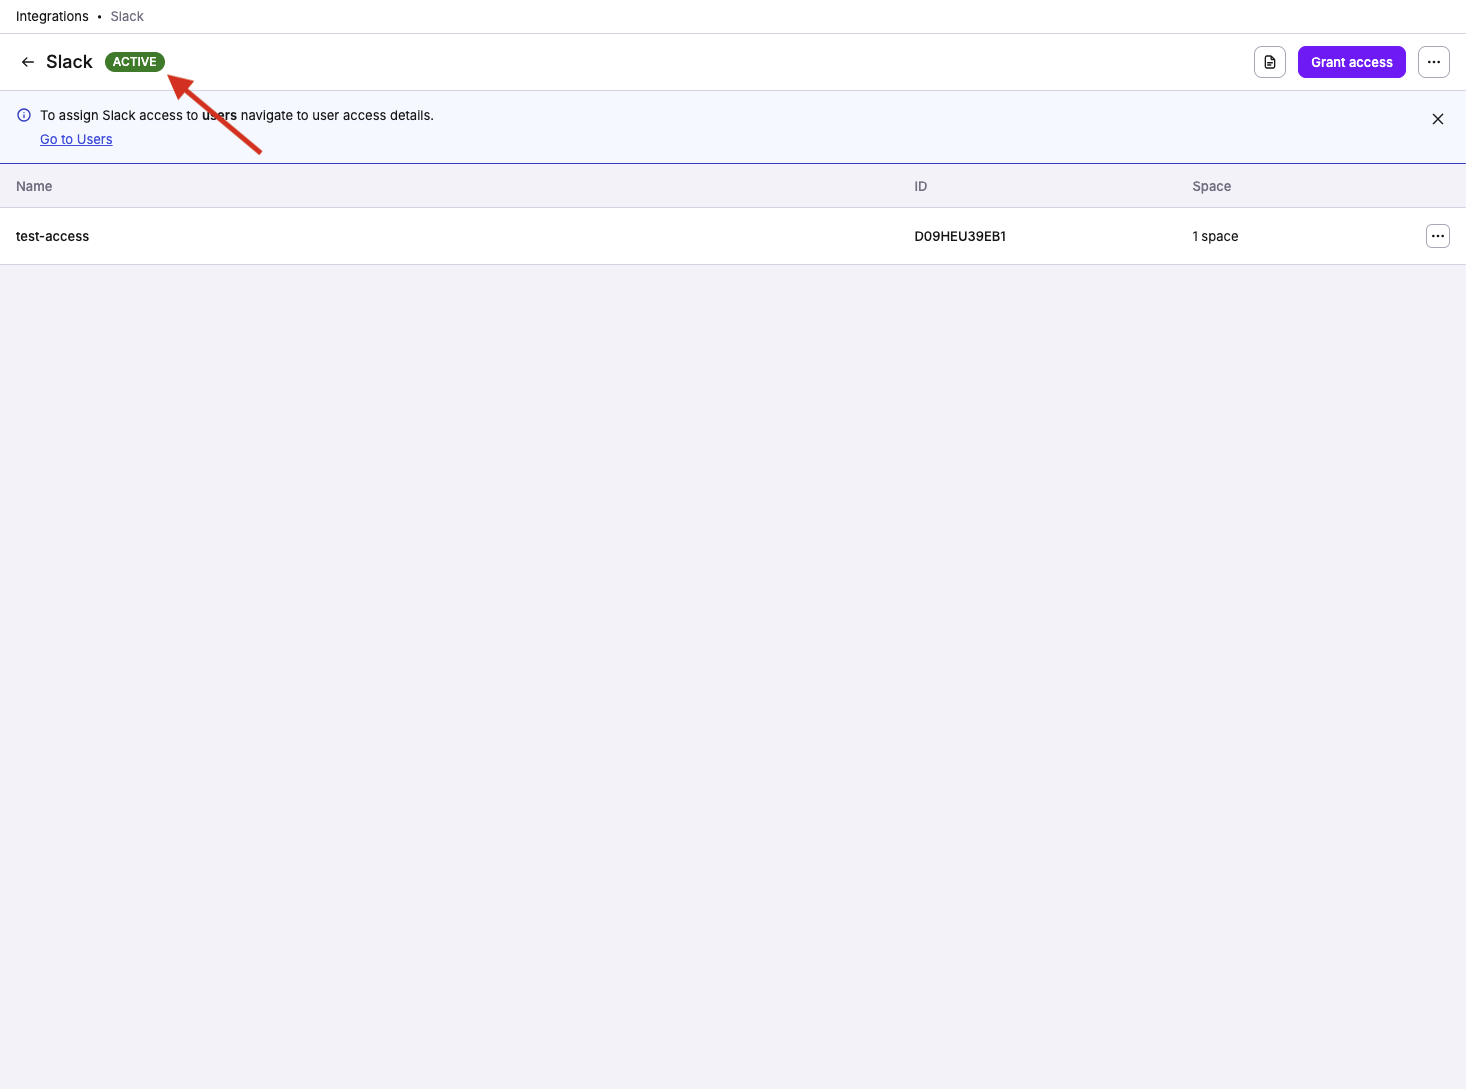 Integrations • Slack
Slack ACTIVE Grant access
To assign Slack access to users navigate to user access details.
Go to Users
Name ID Space
test-access D09HEU39EB1 1 space